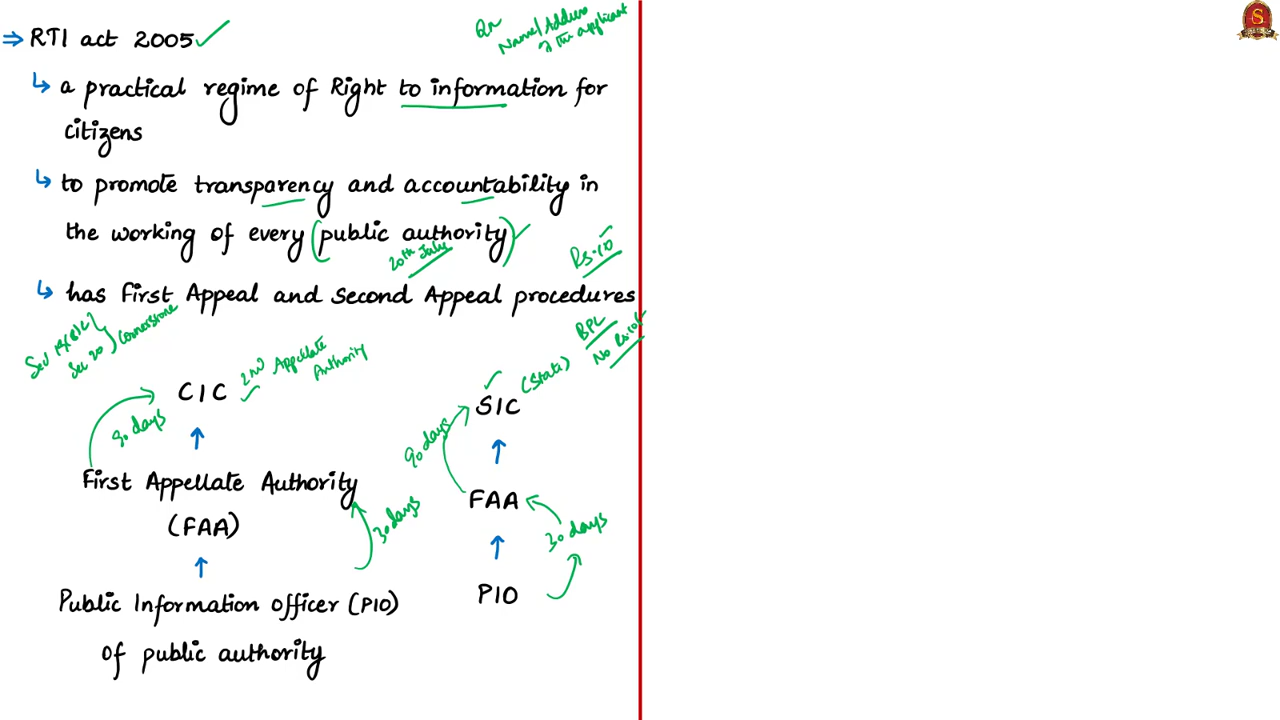 ⇒ RTI act 2005 ✓
Qn
Name/Address
of the applicant
↳ a practical regime of Right to information for
citizens
↳ to promote transparency and accountability in
the working of every (public authority) ✓
20th July
Rs.10
↳ has First Appeal and Second Appeal procedures
Sec 20
Cornerstone
BPL
No Rs.10/-
CIC
2nd Appellate
Authority
SIC (State)
90 days
90 days
First Appellate Authority
(FAA)
30 days
FAA
30 days
Public Information Officer (PIO)
of public authority
PIO
S